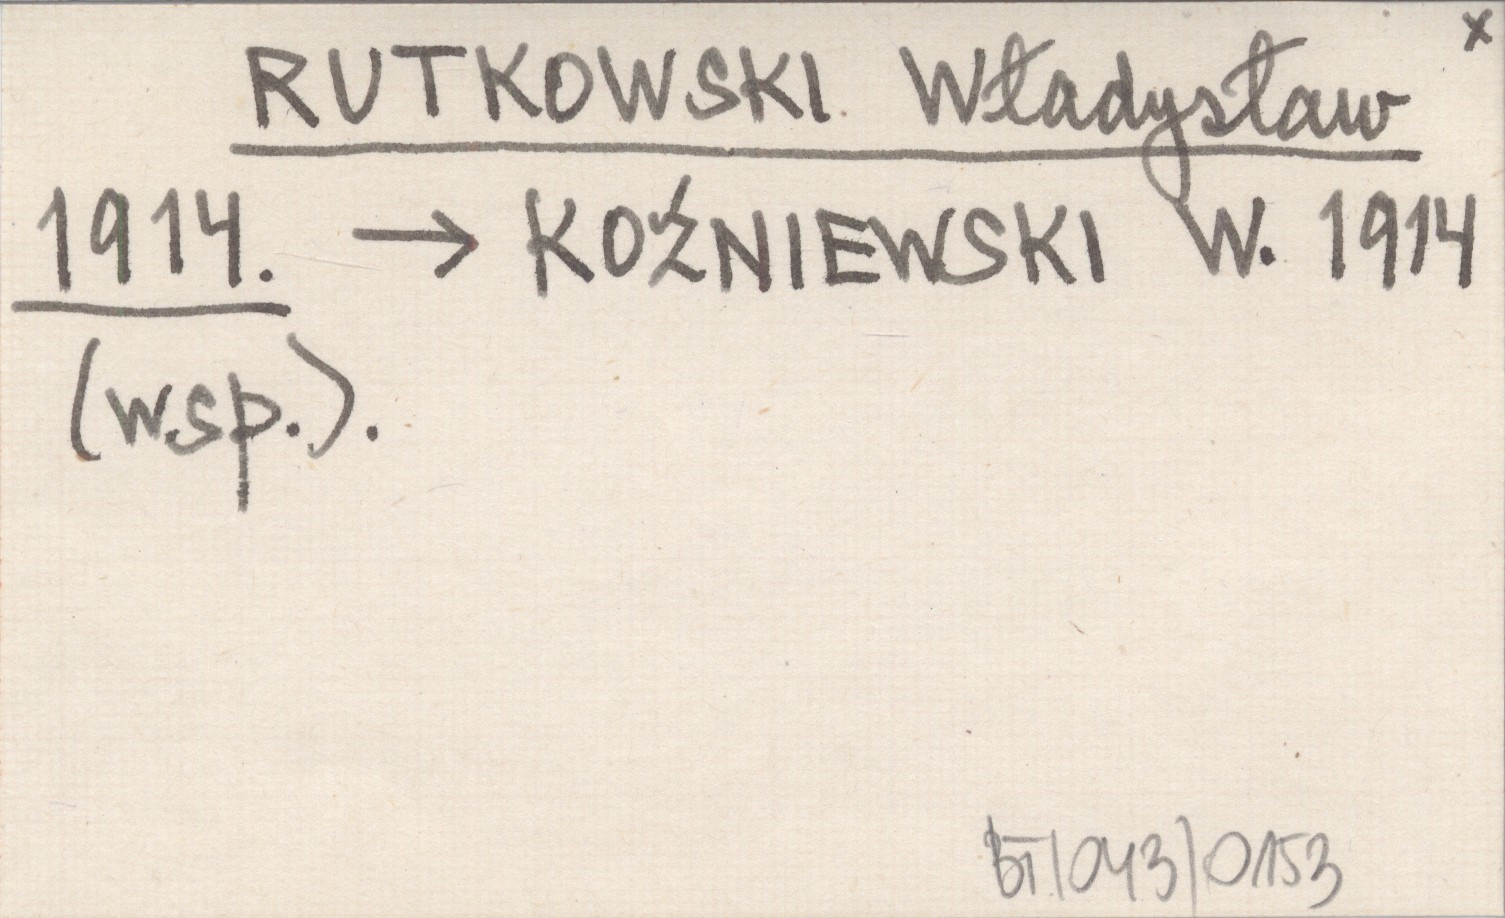 x
RUTKOWSKI Władysław
1914. → KOŹNIEWSKI W. 1914
(wsp.).
BT/043/0153